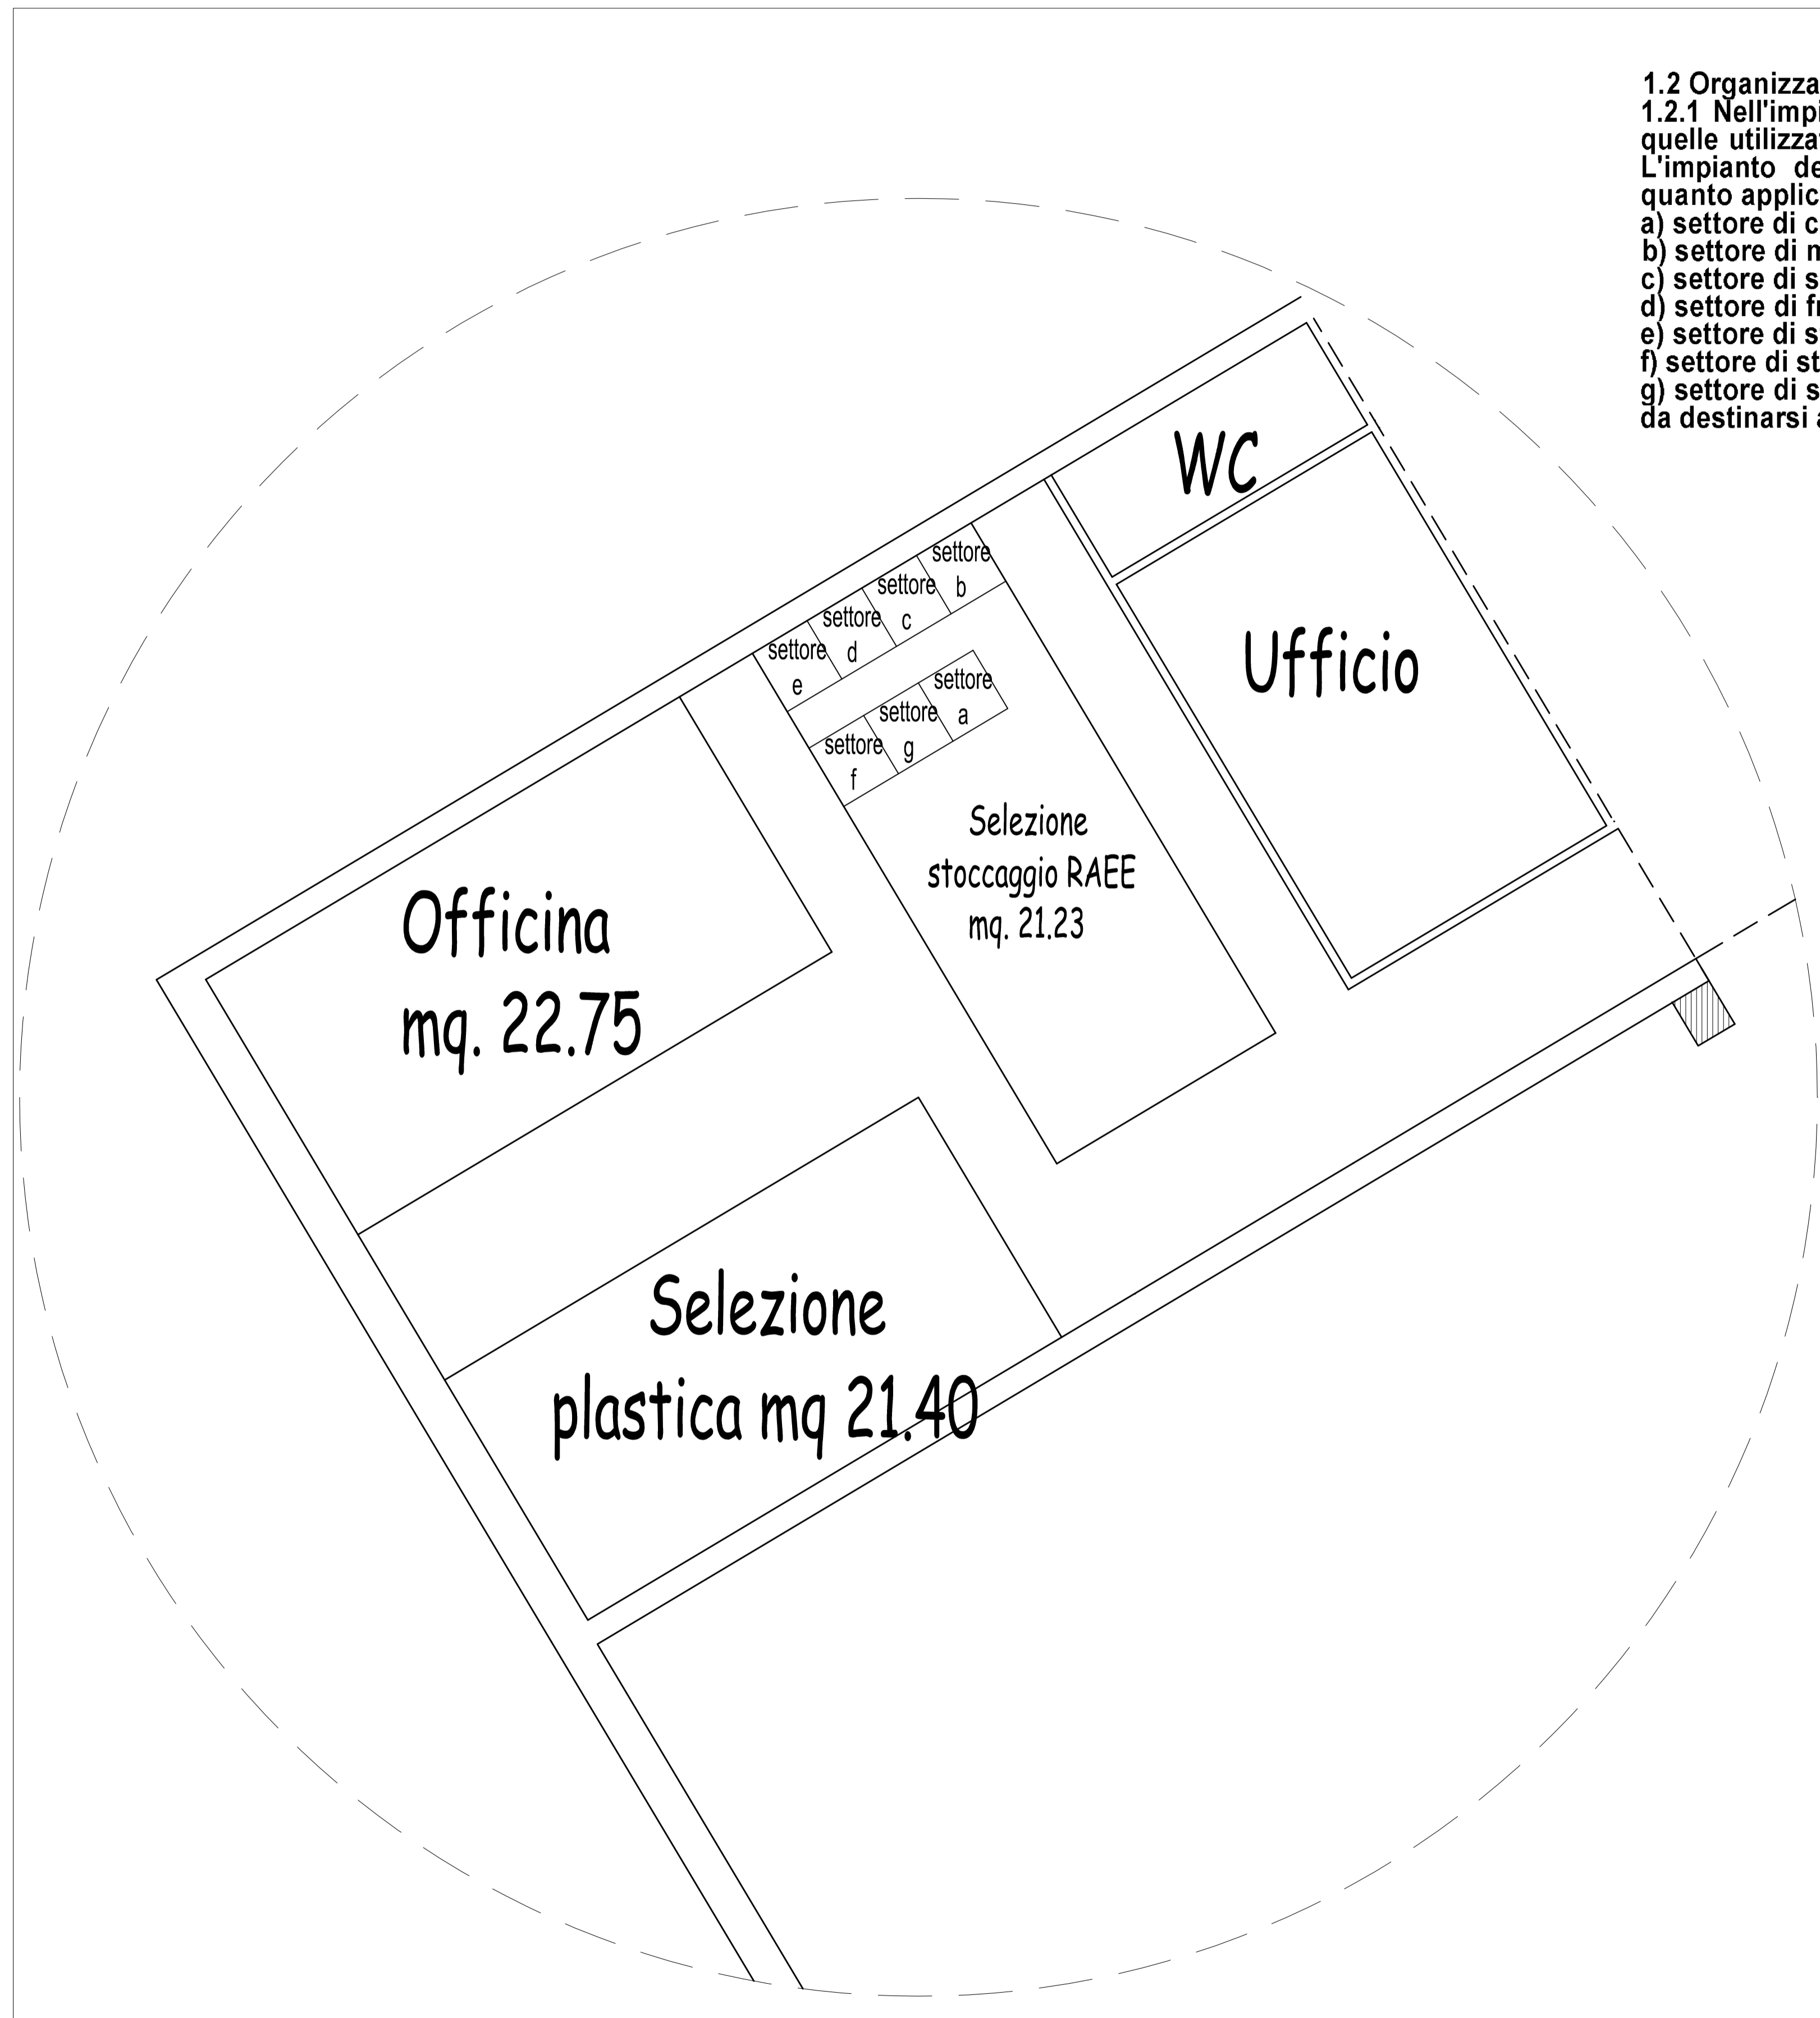 1.2 Organizza
1.2.1 Nell'impi
quelle utilizza
L'impianto de
quanto applic
a) settore di c
b) settore di
c) settore di s
d) settore di
e) settore di s
f) settore di st
g) settore di s
da destinarsi a
WC
Ufficio
settore
b
settore
c
settore
d
settore
e
settore
a
settore
g
settore
f
Selezione
stoccaggio RAEE
mq. 21.23
Officina
mq. 22.75
Selezione
plastica mq 21.40